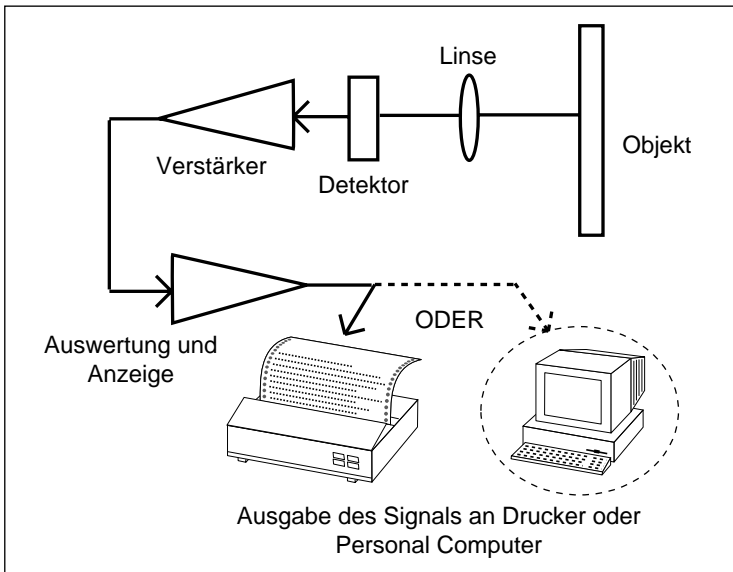 Linse
Objekt
Verstärker
Detektor
ODER
Auswertung und
Anzeige
Ausgabe des Signals an Drucker oder
Personal Computer